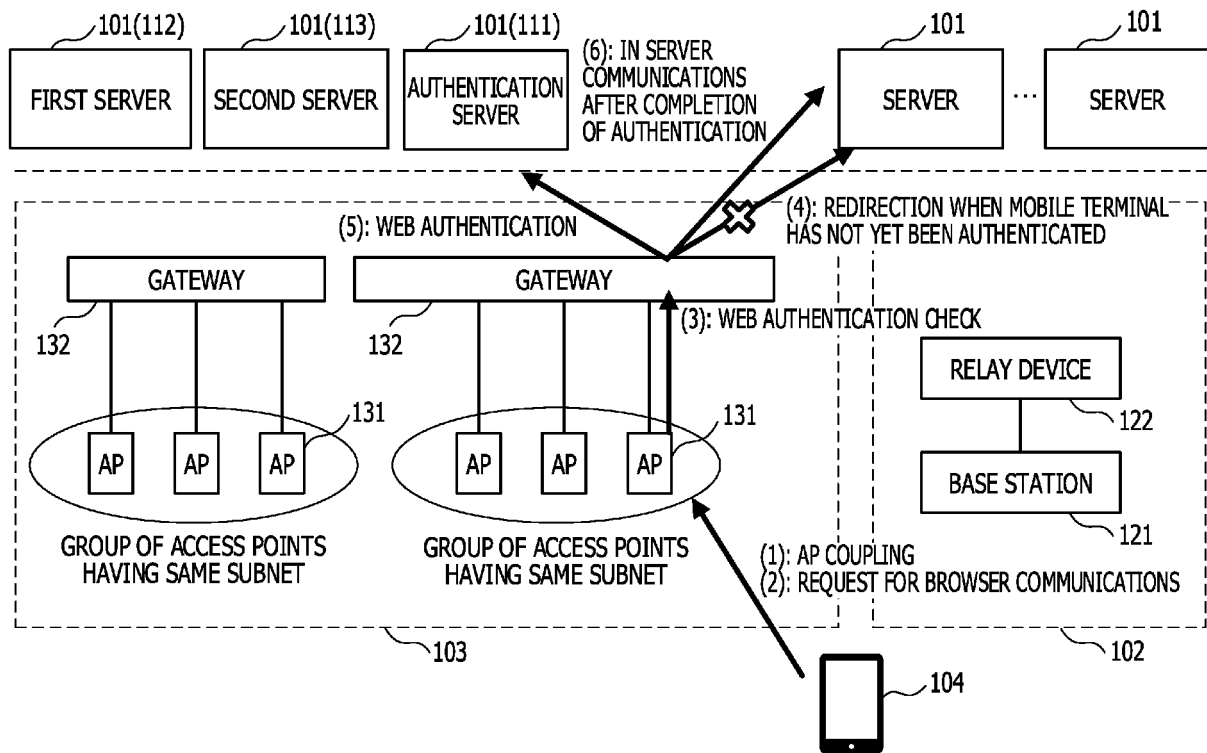 101(112)
101(113)
101(111)
101
101
FIRST SERVER
SECOND SERVER
AUTHENTICATION
SERVER
(6): IN SERVER
COMMUNICATIONS
AFTER COMPLETION
OF AUTHENTICATION
SERVER
...
SERVER
(5): WEB AUTHENTICATION
(4): REDIRECTION WHEN MOBILE TERMINAL
HAS NOT YET BEEN AUTHENTICATED
GATEWAY
GATEWAY
132
132
(3): WEB AUTHENTICATION CHECK
RELAY DEVICE
122
131
131
AP
AP
AP
AP
AP
AP
BASE STATION
121
GROUP OF ACCESS POINTS
HAVING SAME SUBNET
GROUP OF ACCESS POINTS
HAVING SAME SUBNET
(1): AP COUPLING
(2): REQUEST FOR BROWSER COMMUNICATIONS
103
102
104